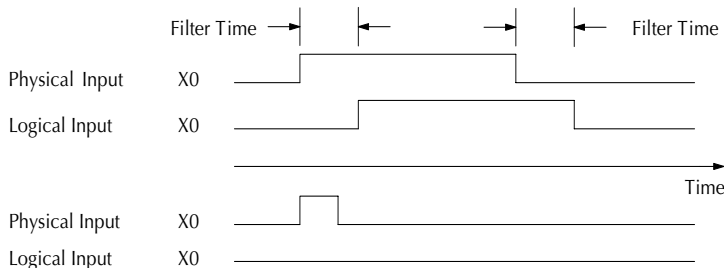 Filter Time Filter Time
Physical Input X0
Logical Input X0
Time
Physical Input X0
Logical Input X0